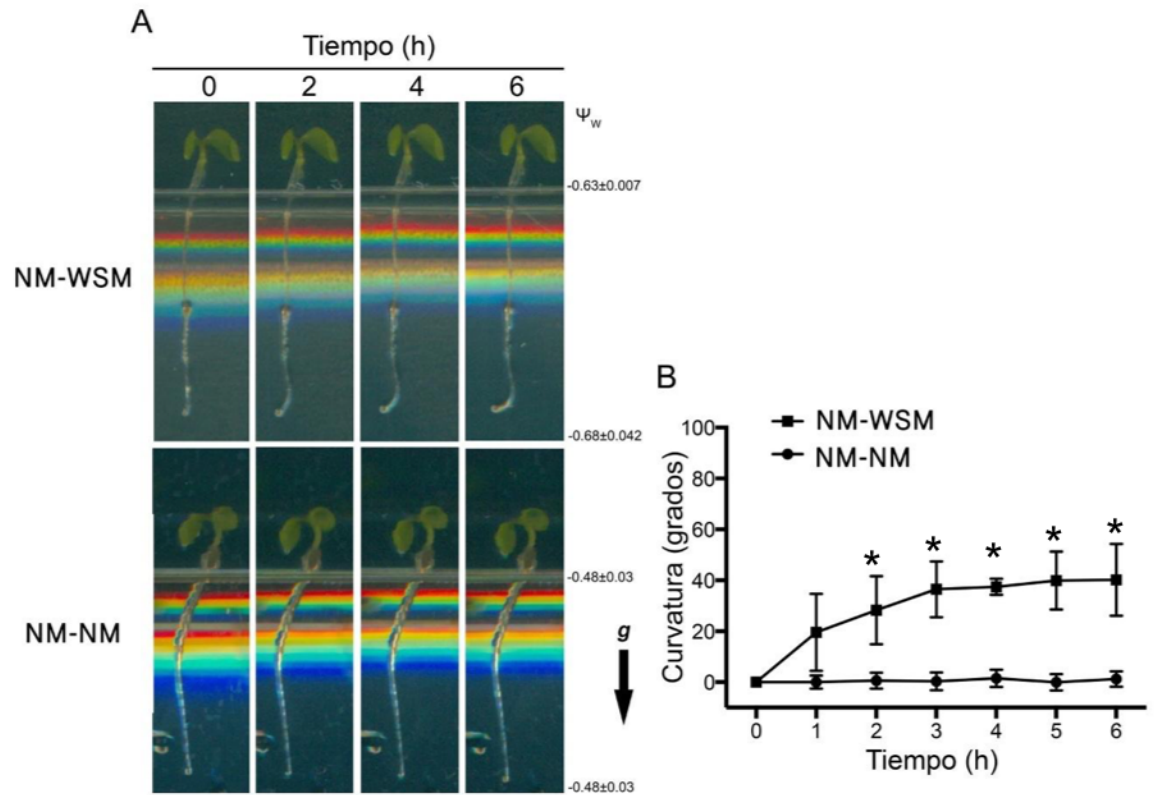 A
Tiempo (h)
0 2 4 6
Ψw
-0.63±0.007
NM-WSM
-0.68±0.042
-0.48±0.03
NM-NM
g
-0.48±0.03
B
NM-WSM
NM-NM
Curvatura (grados)
100
80
60
40
20
0
* * * * *
0 1 2 3 4 5 6
Tiempo (h)